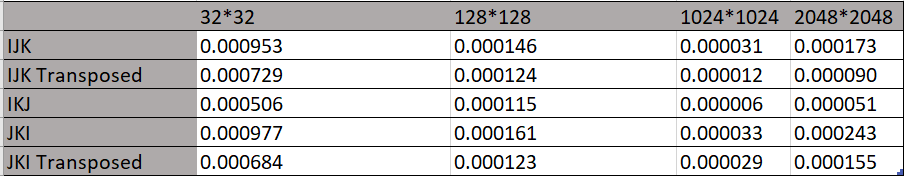 32*32 128*128 1024*1024 2048*2048
IJK 0.000953 0.000146 0.000031 0.000173
IJK Transposed 0.000729 0.000124 0.000012 0.000090
IKJ 0.000506 0.000115 0.000006 0.000051
JKI 0.000977 0.000161 0.000033 0.000243
JKI Transposed 0.000684 0.000123 0.000029 0.000155